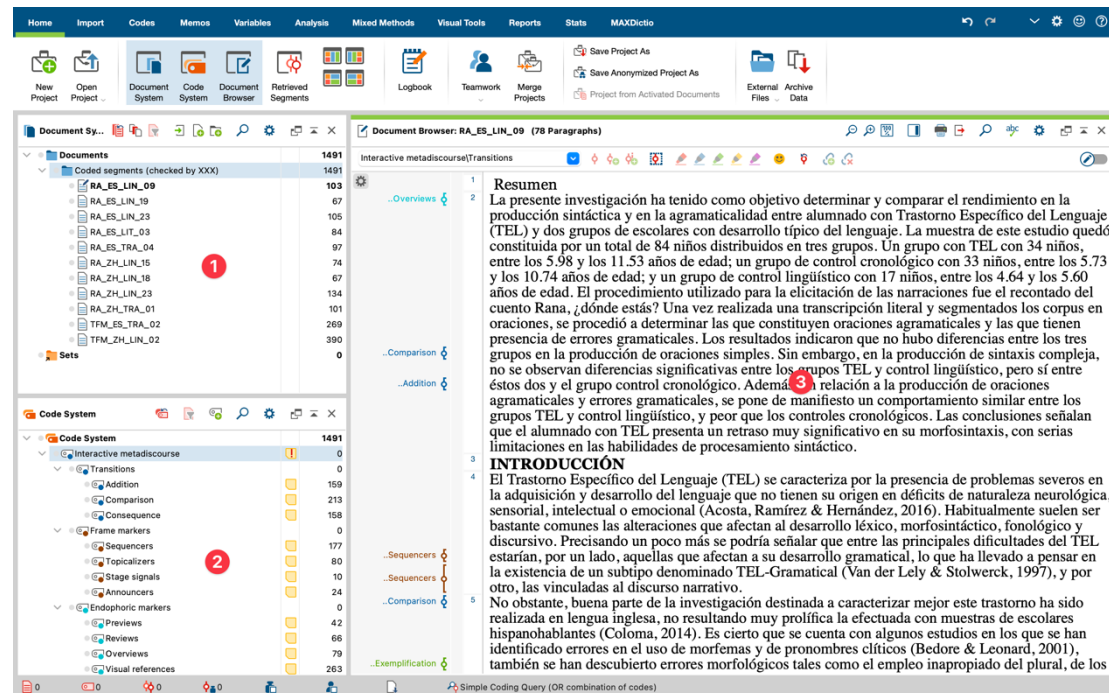 Home Import Codes Memos Variables Analysis Mixed Methods Visual Tools Reports Stats MAXDictio
New Project
Open Project
Document System
Code System
Document Browser
Retrieved Segments
Logbook
Teamwork
Merge Projects
Save Project As
Save Anonymized Project As
Project from Activated Documents
External Files
Archive Data
Document Sy...
Documents 1491
Coded segments (checked by XXX) 1491
RA_ES_LIN_09 103
RA_ES_LIN_19 67
RA_ES_LIN_23 105
RA_ES_LIT_03 84
RA_ES_TRA_04 97
RA_ZH_LIN_15 74
RA_ZH_LIN_18 67
RA_ZH_LIN_23 134
RA_ZH_TRA_01 101
TFM_ES_TRA_02 269
TFM_ZH_LIN_02 390
Sets 0
1
Code System
Code System 1491
Interactive metadiscourse 0
Transitions 0
Addition 159
Comparison 213
Consequence 158
Frame markers 0
Sequencers 177
Topicalizers 80
Stage signals 10
Announcers 24
Endophoric markers 0
Previews 42
Reviews 66
Overviews 79
Visual references 263
2
Document Browser: RA_ES_LIN_09 (78 Paragraphs)
Interactive metadiscourse\Transitions
1 Resumen
..Overviews 2 La presente investigación ha tenido como objetivo determinar y comparar el rendimiento en la
producción sintáctica y en la agramaticalidad entre alumnado con Trastorno Específico del Lenguaje
(TEL) y dos grupos de escolares con desarrollo típico del lenguaje. La muestra de este estudio quedó
constituida por un total de 84 niños distribuidos en tres grupos. Un grupo con TEL con 34 niños,
entre los 5.98 y los 11.53 años de edad; un grupo de control cronológico con 33 niños, entre los 5.73
y los 10.74 años de edad; y un grupo de control lingüístico con 17 niños, entre los 4.64 y los 5.60
años de edad. El procedimiento utilizado para la elicitación de las narraciones fue el recontado del
cuento Rana, ¿dónde estás? Una vez realizada una transcripción literal y segmentados los corpus en
oraciones, se procedió a determinar las que constituyen oraciones agramaticales y las que tienen
presencia de errores gramaticales. Los resultados indicaron que no hubo diferencias entre los tres
..Comparison grupos en la producción de oraciones simples. Sin embargo, en la producción de sintaxis compleja,
no se observan diferencias significativas entre los grupos TEL y control lingüístico, pero sí entre
..Addition éstos dos y el grupo control cronológico. Además 3 relación a la producción de oraciones
agramaticales y errores gramaticales, se pone de manifiesto un comportamiento similar entre los
grupos TEL y control lingüístico, y peor que los controles cronológicos. Las conclusiones señalan
que el alumnado con TEL presenta un retraso muy significativo en su morfosintaxis, con serias
limitaciones en las habilidades de procesamiento sintáctico.
3 INTRODUCCIÓN
4 El Trastorno Específico del Lenguaje (TEL) se caracteriza por la presencia de problemas severos en
la adquisición y desarrollo del lenguaje que no tienen su origen en déficits de naturaleza neurológica,
sensorial, intelectual o emocional (Acosta, Ramírez & Hernández, 2016). Habitualmente suelen ser
bastante comunes las alteraciones que afectan al desarrollo léxico, morfosintáctico, fonológico y
discursivo. Precisando un poco más se podría señalar que entre las principales dificultades del TEL
..Sequencers estarían, por un lado, aquellas que afectan a su desarrollo gramatical, lo que ha llevado a pensar en
..Sequencers la existencia de un subtipo denominado TEL-Gramatical (Van der Lely & Stolwerck, 1997), y por
otro, las vinculadas al discurso narrativo.
..Comparison 5 No obstante, buena parte de la investigación destinada a caracterizar mejor este trastorno ha sido
realizada en lengua inglesa, no resultando muy prolífica la efectuada con muestras de escolares
hispanohablantes (Coloma, 2014). Es cierto que se cuenta con algunos estudios en los que se han
identificado errores en el uso de morfemas y de pronombres clíticos (Bedore & Leonard, 2001),
..Exemplification también se han descubierto errores morfológicos tales como el empleo inapropiado del plural, de los
0 0 0 0 Simple Coding Query (OR combination of codes)